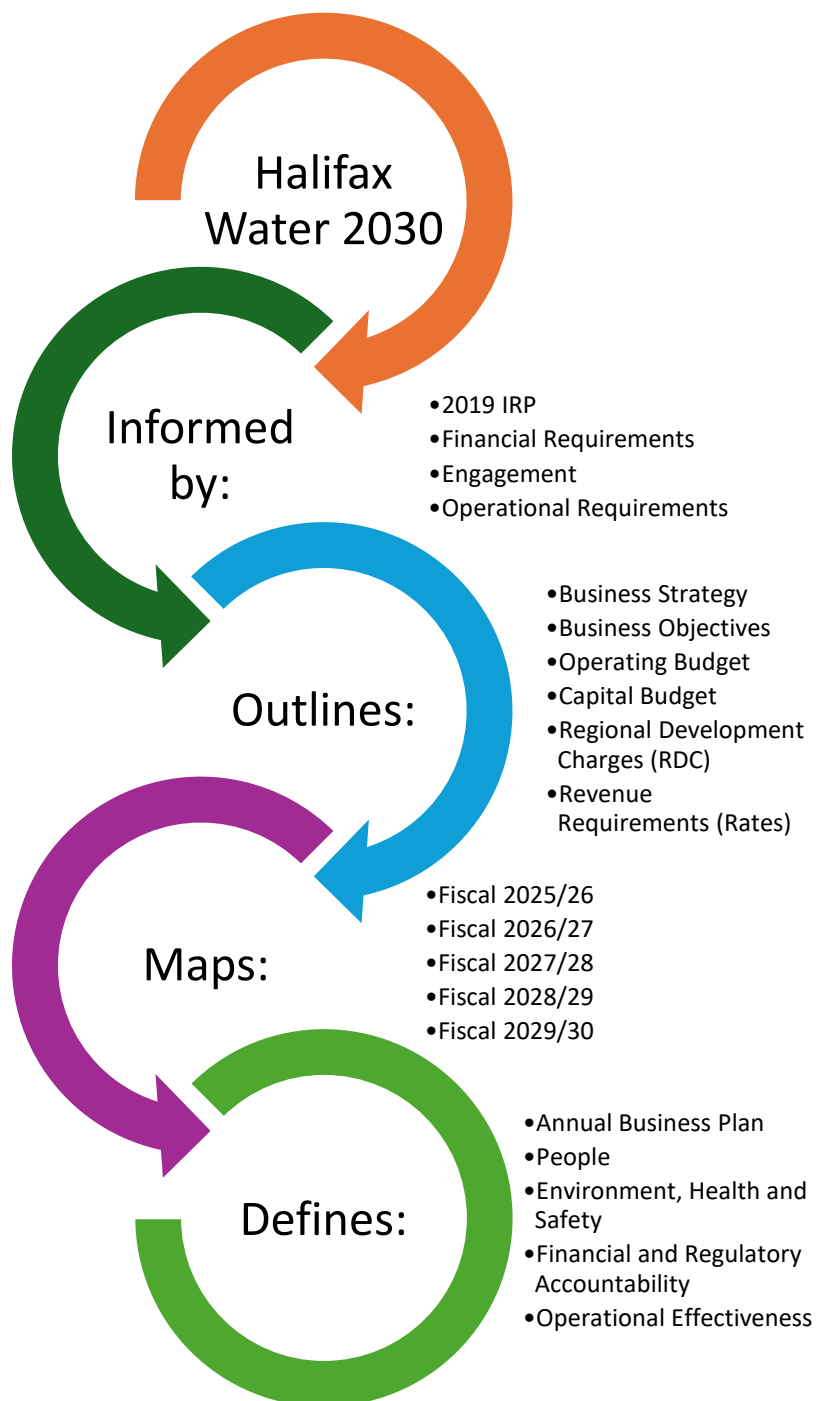 Halifax
Water 2030
Informed
by:
•2019 IRP
•Financial Requirements
•Engagement
•Operational Requirements
Outlines:
•Business Strategy
•Business Objectives
•Operating Budget
•Capital Budget
•Regional Development
Charges (RDC)
•Revenue
Requirements (Rates)
Maps:
•Fiscal 2025/26
•Fiscal 2026/27
•Fiscal 2027/28
•Fiscal 2028/29
•Fiscal 2029/30
Defines:
•Annual Business Plan
•People
•Environment, Health and
Safety
•Financial and Regulatory
Accountability
•Operational Effectiveness